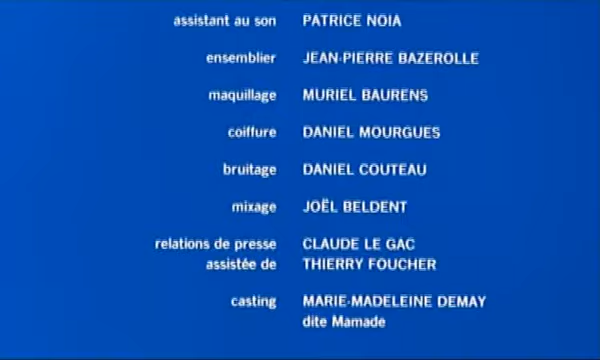 assistant au son PATRICE NOIA
ensemblier JEAN-PIERRE BAZEROLLE
maquillage MURIEL BAURENS
coiffure DANIEL MOURGUES
bruitage DANIEL COUTEAU
mixage JOËL BELDENT
relations de presse CLAUDE LE GAC
assistée de THIERRY FOUCHER
casting MARIE-MADELEINE DEMAY
dite Mamade